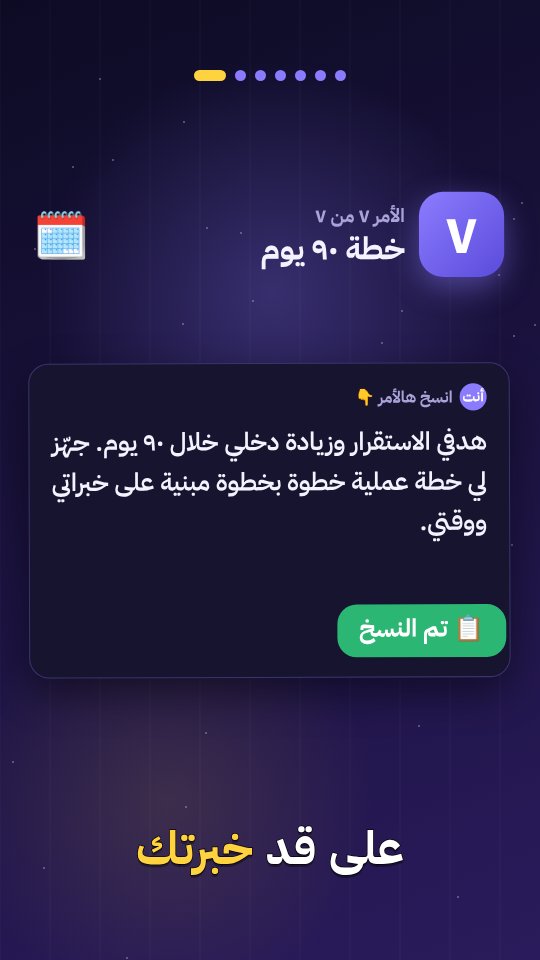 الأمر ٧ من ٧
خطة ٩٠ يوم
٧
أنت
انسخ هالأمر 👇
هدفي الاستقرار وزيادة دخلي خلال ٩٠ يوم. جهّز
لي خطة عملية خطوة بخطوة مبنية على خبراتي
ووقتي.
📋 تم النسخ
على قد خبرتك